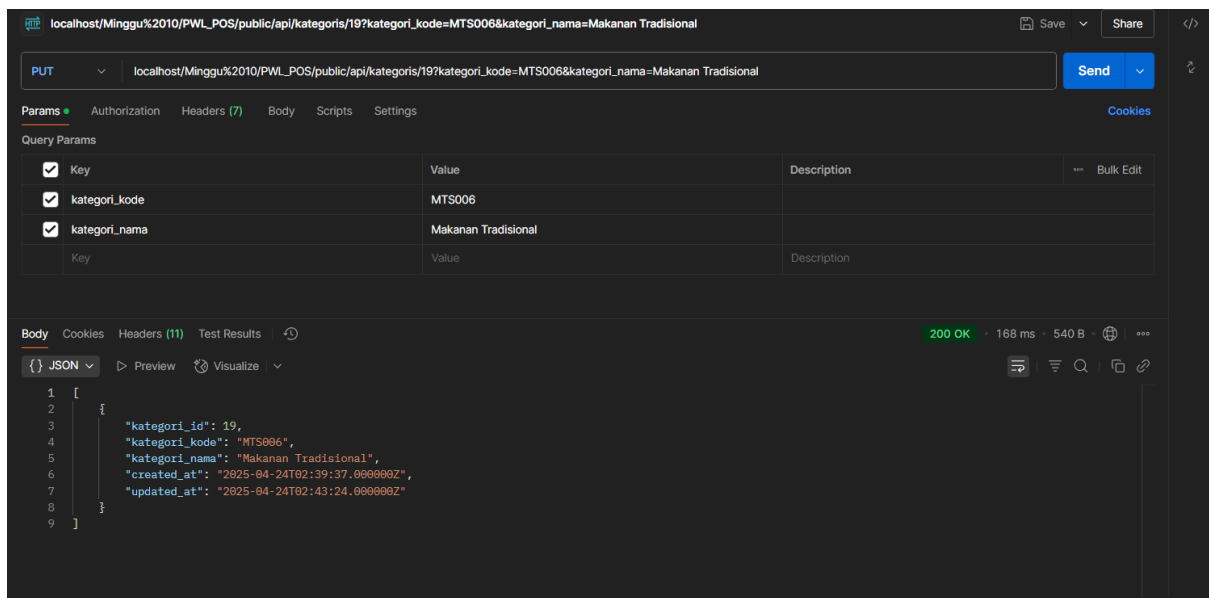 HTTP localhost/Minggu%2010/PWL_POS/public/api/kategoris/19?kategori_kode=MTS006&kategori_nama=Makanan Tradisional Save Share </>
PUT localhost/Minggu%2010/PWL_POS/public/api/kategoris/19?kategori_kode=MTS006&kategori_nama=Makanan Tradisional Send
Params Authorization Headers (7) Body Scripts Settings Cookies
Query Params
Key Value Description ••• Bulk Edit
kategori_kode MTS006
kategori_nama Makanan Tradisional
Key Value Description
Body Cookies Headers (11) Test Results 200 OK • 168 ms • 540 B •
{} JSON Preview Visualize
1 [
2 {
3 "kategori_id": 19,
4 "kategori_kode": "MTS006",
5 "kategori_nama": "Makanan Tradisional",
6 "created_at": "2025-04-24T02:39:37.000000Z",
7 "updated_at": "2025-04-24T02:43:24.000000Z"
8 }
9 ]